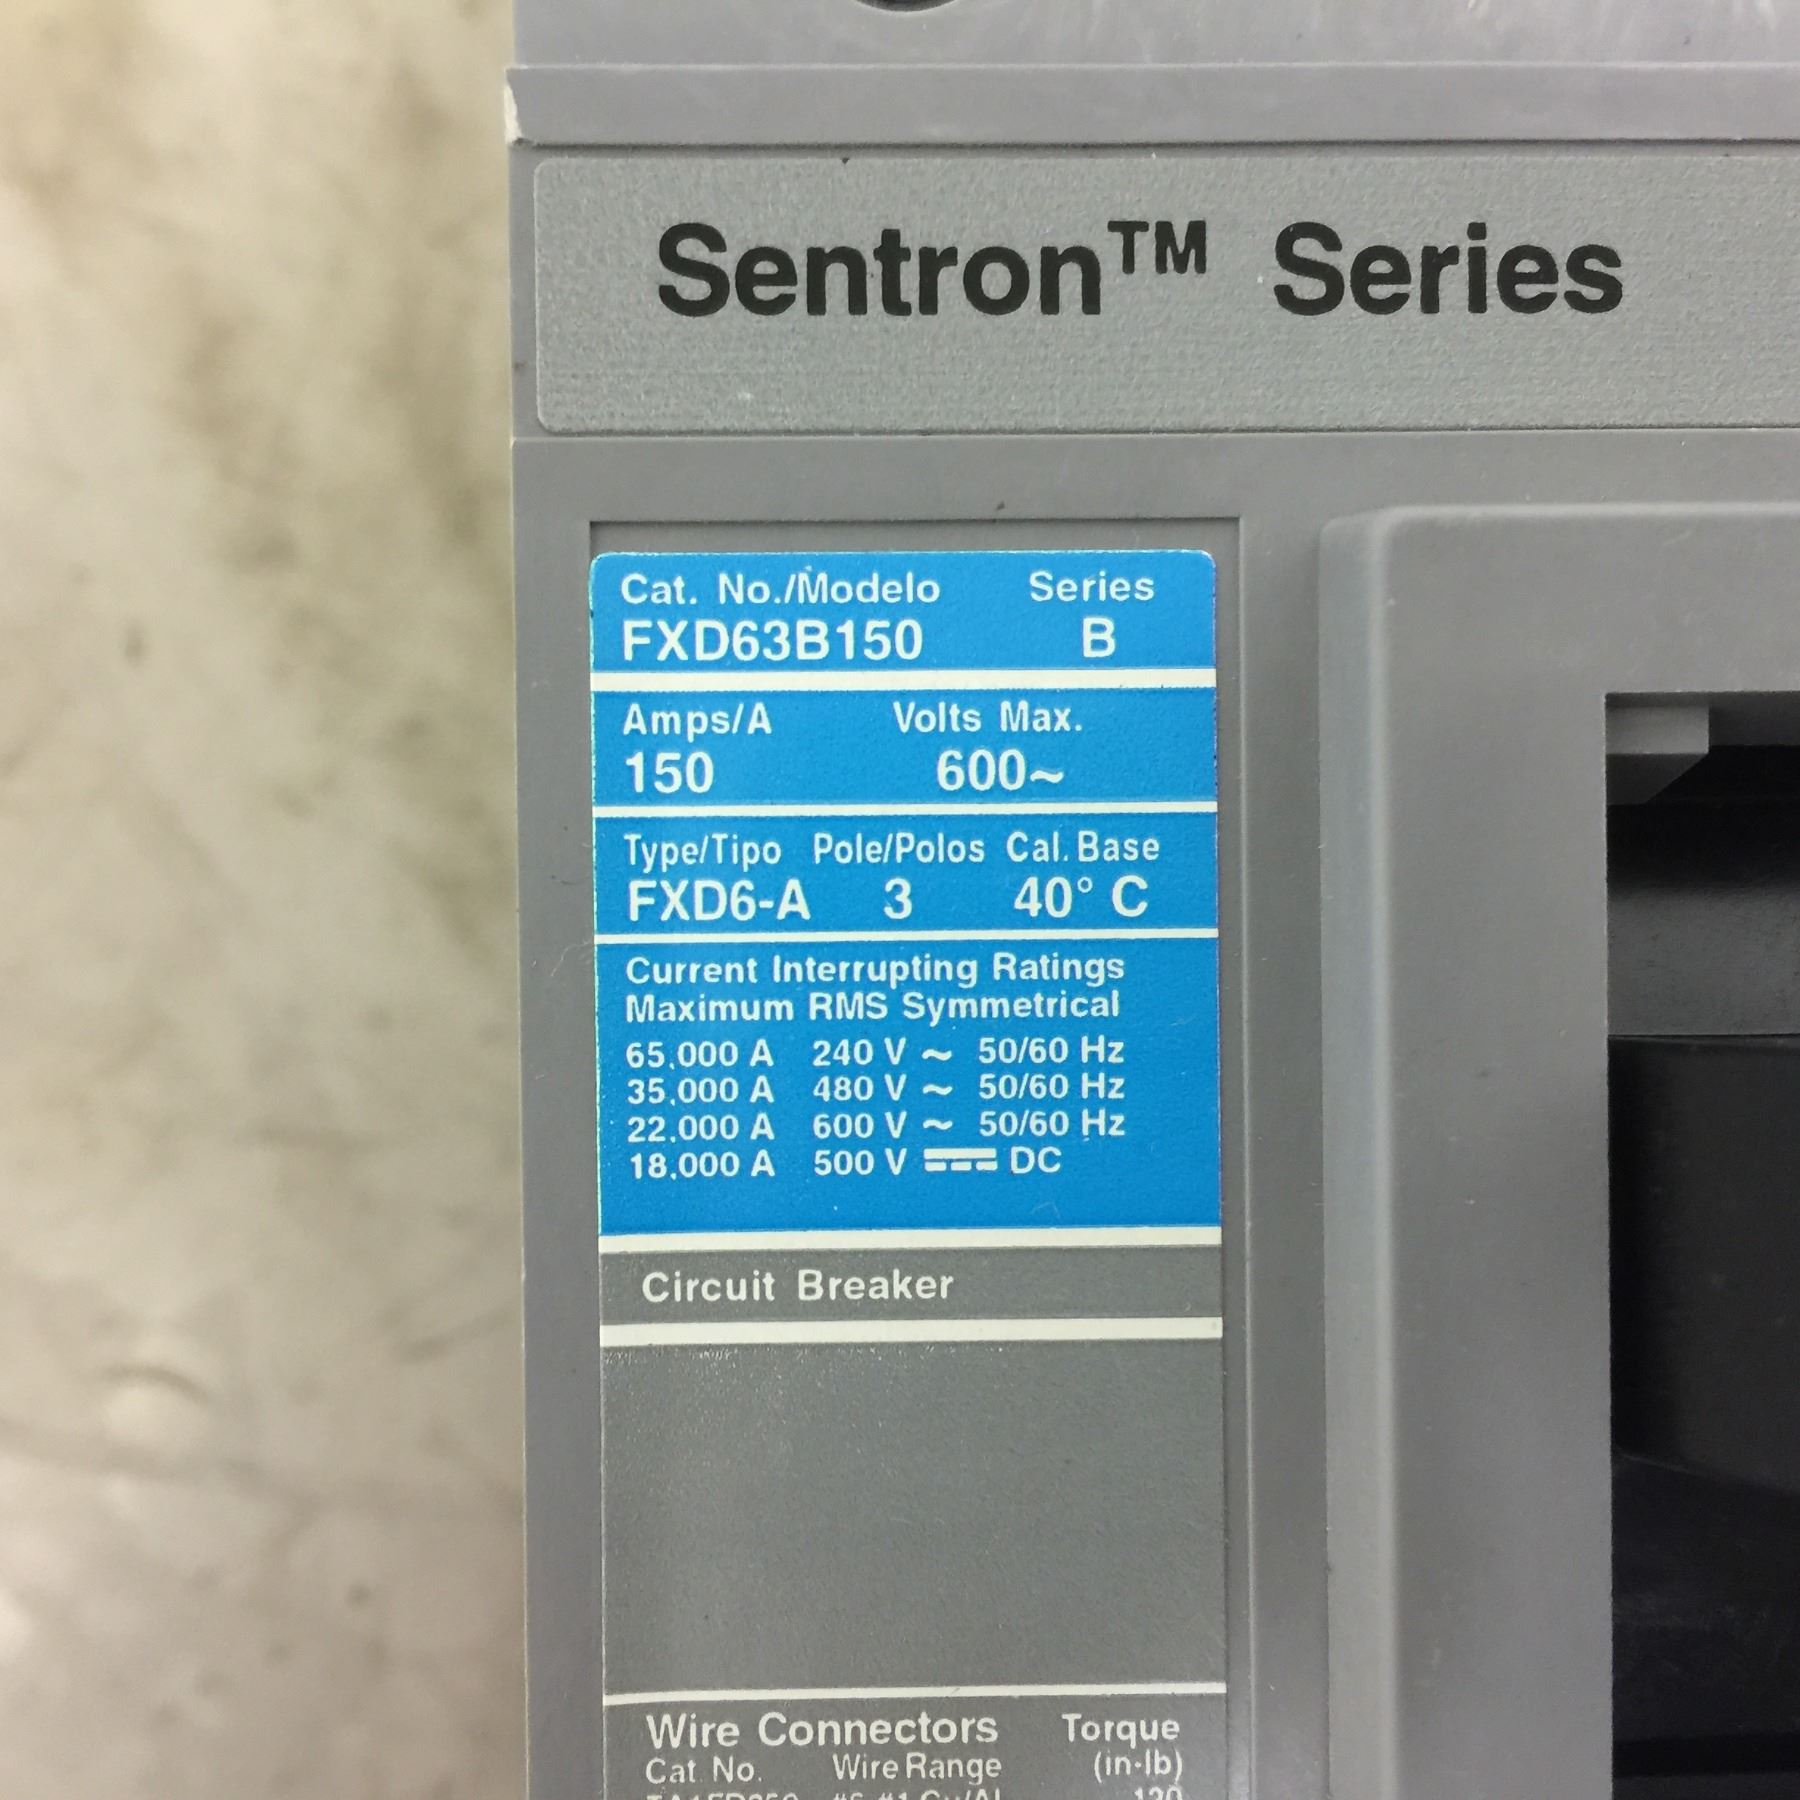 Sentron™ Series
Cat. No./Modelo Series
FXD63B150 B
Amps/A Volts Max.
150 600~
Type/Tipo Pole/Polos Cal. Base
FXD6-A 3 40° C
Current Interrupting Ratings
Maximum RMS Symmetrical
65,000 A 240 V ~ 50/60 Hz
35,000 A 480 V ~ 50/60 Hz
22,000 A 600 V ~ 50/60 Hz
18,000 A 500 V ⎓ DC
Circuit Breaker
Wire Connectors Torque
Cat. No. Wire Range (in-lb)